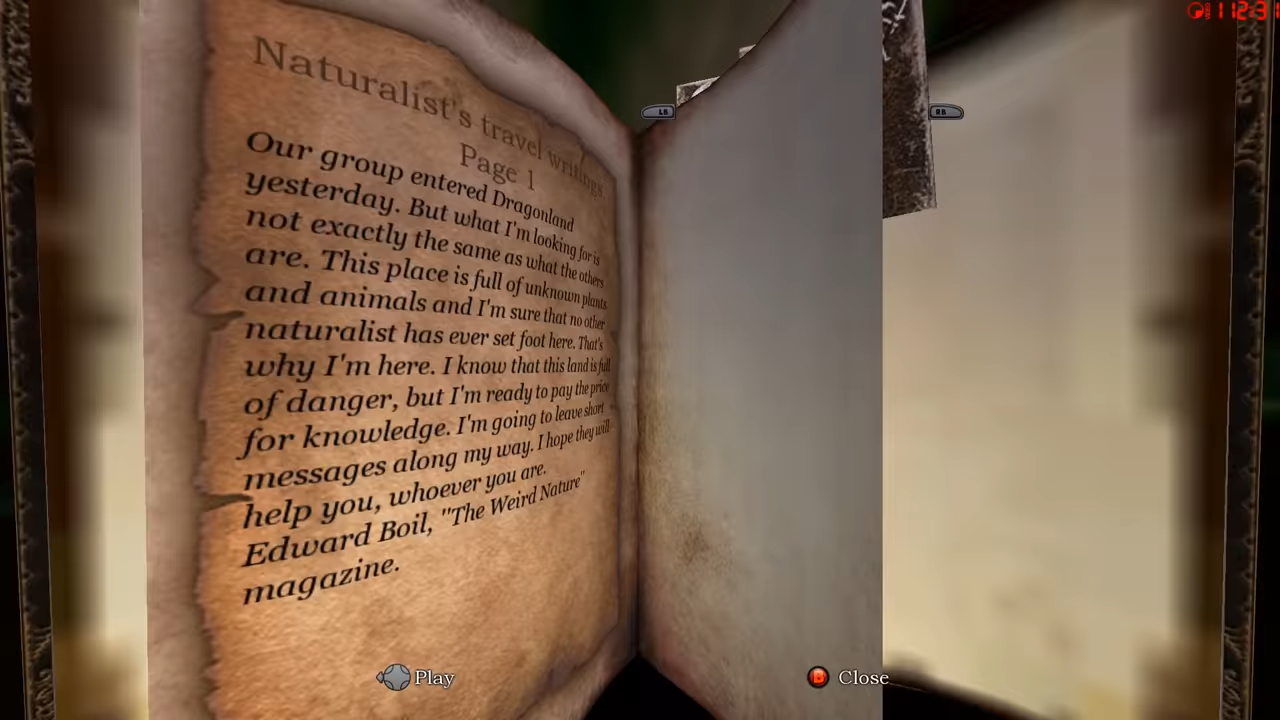 Naturalist's travel writings.
Page 1
Our group entered Dragonland
yesterday. But what I'm looking for is
not exactly the same as what the others
are. This place is full of unknown plants
and animals and I'm sure that no other
naturalist has ever set foot here. That's
why I'm here. I know that this land is full
of danger, but I'm ready to pay the price
for knowledge. I'm going to leave short
messages along my way. I hope they will
help you, whoever you are.
Edward Boil, "The Weird Nature"
magazine.
LB
RB
Play
B Close